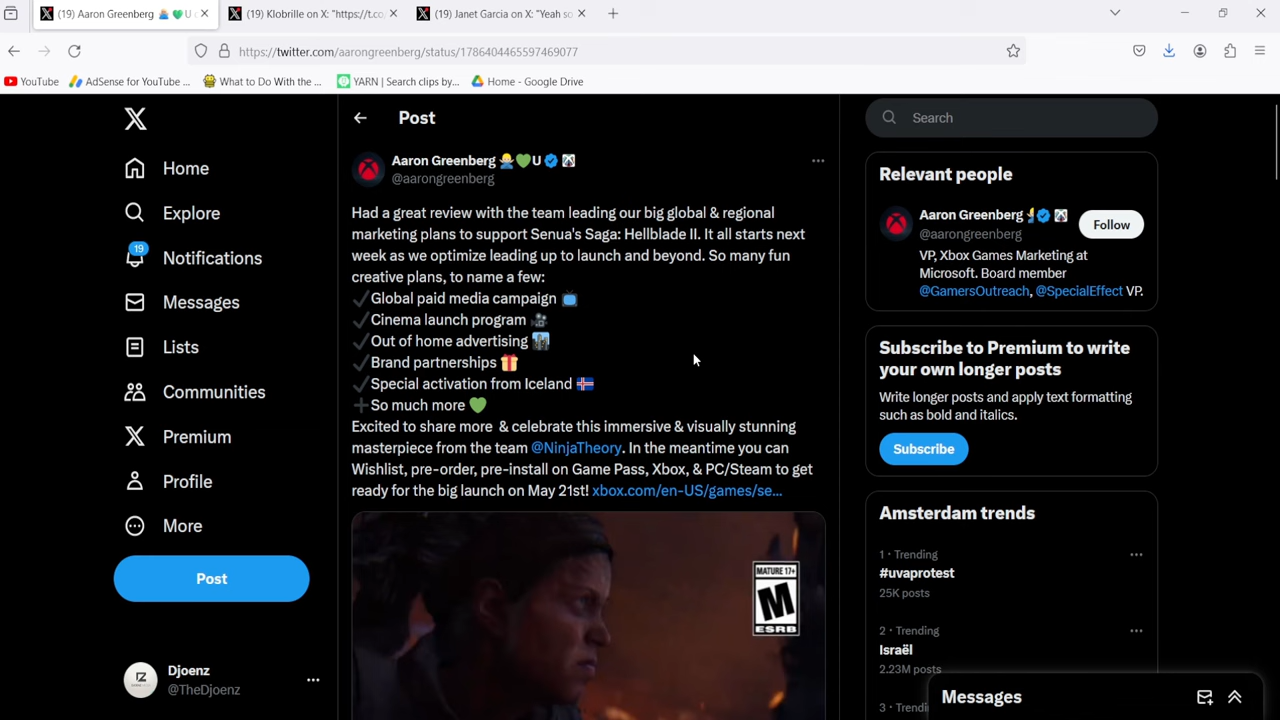 (19) Aaron Greenberg 🙍💚U
(19) Klobrille on X: "https://t.co
(19) Janet Garcia on X: "Yeah so
https://twitter.com/aarongreenberg/status/1786404465597469077
YouTube
AdSense for YouTube ...
What to Do With the ...
YARN | Search clips by...
Home - Google Drive
Home
Explore
19
Notifications
Messages
Lists
Communities
Premium
Profile
More
Post
Djoenz
@TheDjoenz
Post
Aaron Greenberg 🙍💚U
@aarongreenberg
Had a great review with the team leading our big global & regional
marketing plans to support Senua's Saga: Hellblade II. It all starts next
week as we optimize leading up to launch and beyond. So many fun
creative plans, to name a few:
✔Global paid media campaign 📺
✔Cinema launch program 🎥
✔Out of home advertising 🏙
✔Brand partnerships 🎁
✔Special activation from Iceland 🇮🇸
➕So much more 💚
Excited to share more & celebrate this immersive & visually stunning
masterpiece from the team @NinjaTheory. In the meantime you can
Wishlist, pre-order, pre-install on Game Pass, Xbox, & PC/Steam to get
ready for the big launch on May 21st! xbox.com/en-US/games/se...
MATURE 17+
M
ESRB
Search
Relevant people
Aaron Greenberg
@aarongreenberg
Follow
VP, Xbox Games Marketing at
Microsoft. Board member
@GamersOutreach, @SpecialEffect VP.
Subscribe to Premium to write
your own longer posts
Write longer posts and apply text formatting
such as bold and italics.
Subscribe
Amsterdam trends
1 · Trending
#uvaprotest
25K posts
2 · Trending
Israël
2.23M posts
3 · Trendi
Messages